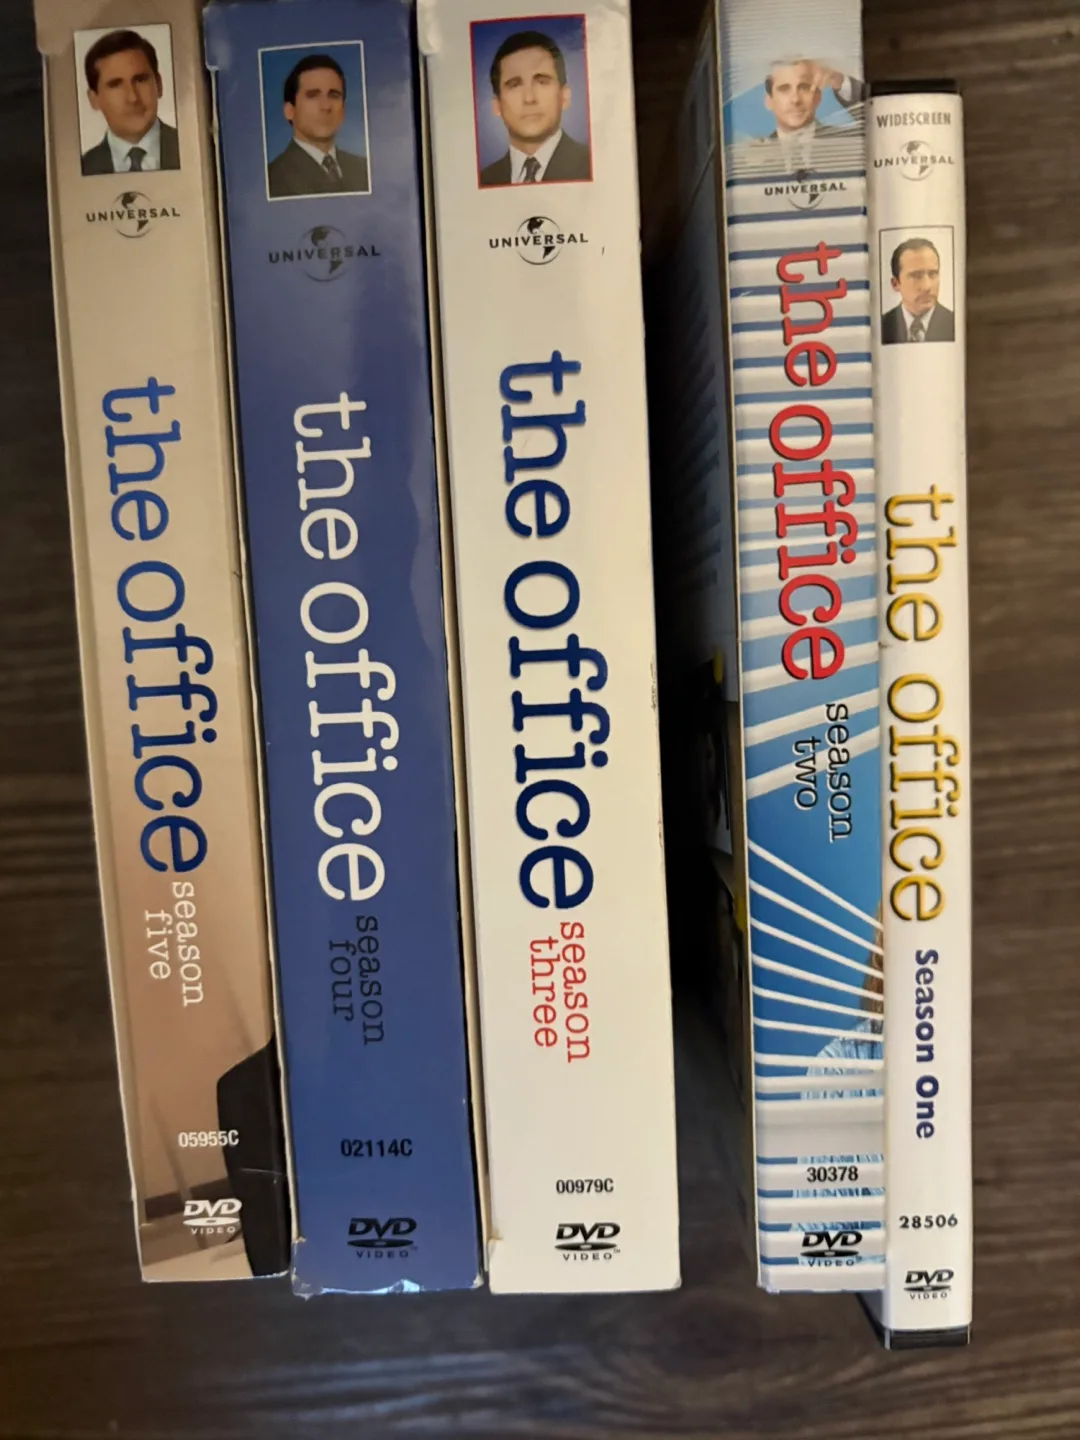 UNIVERSAL
the office
season
five
05955C
DVD
VIDEO
UNIVERSAL
the office
season
four
02114C
DVD
VIDEO
UNIVERSAL
the office
season
three
00979C
DVD
VIDEO
UNIVERSAL
the office
season
two
30378
DVD
VIDEO
WIDESCREEN
UNIVERSAL
the office
Season One
28506
DVD
VIDEO